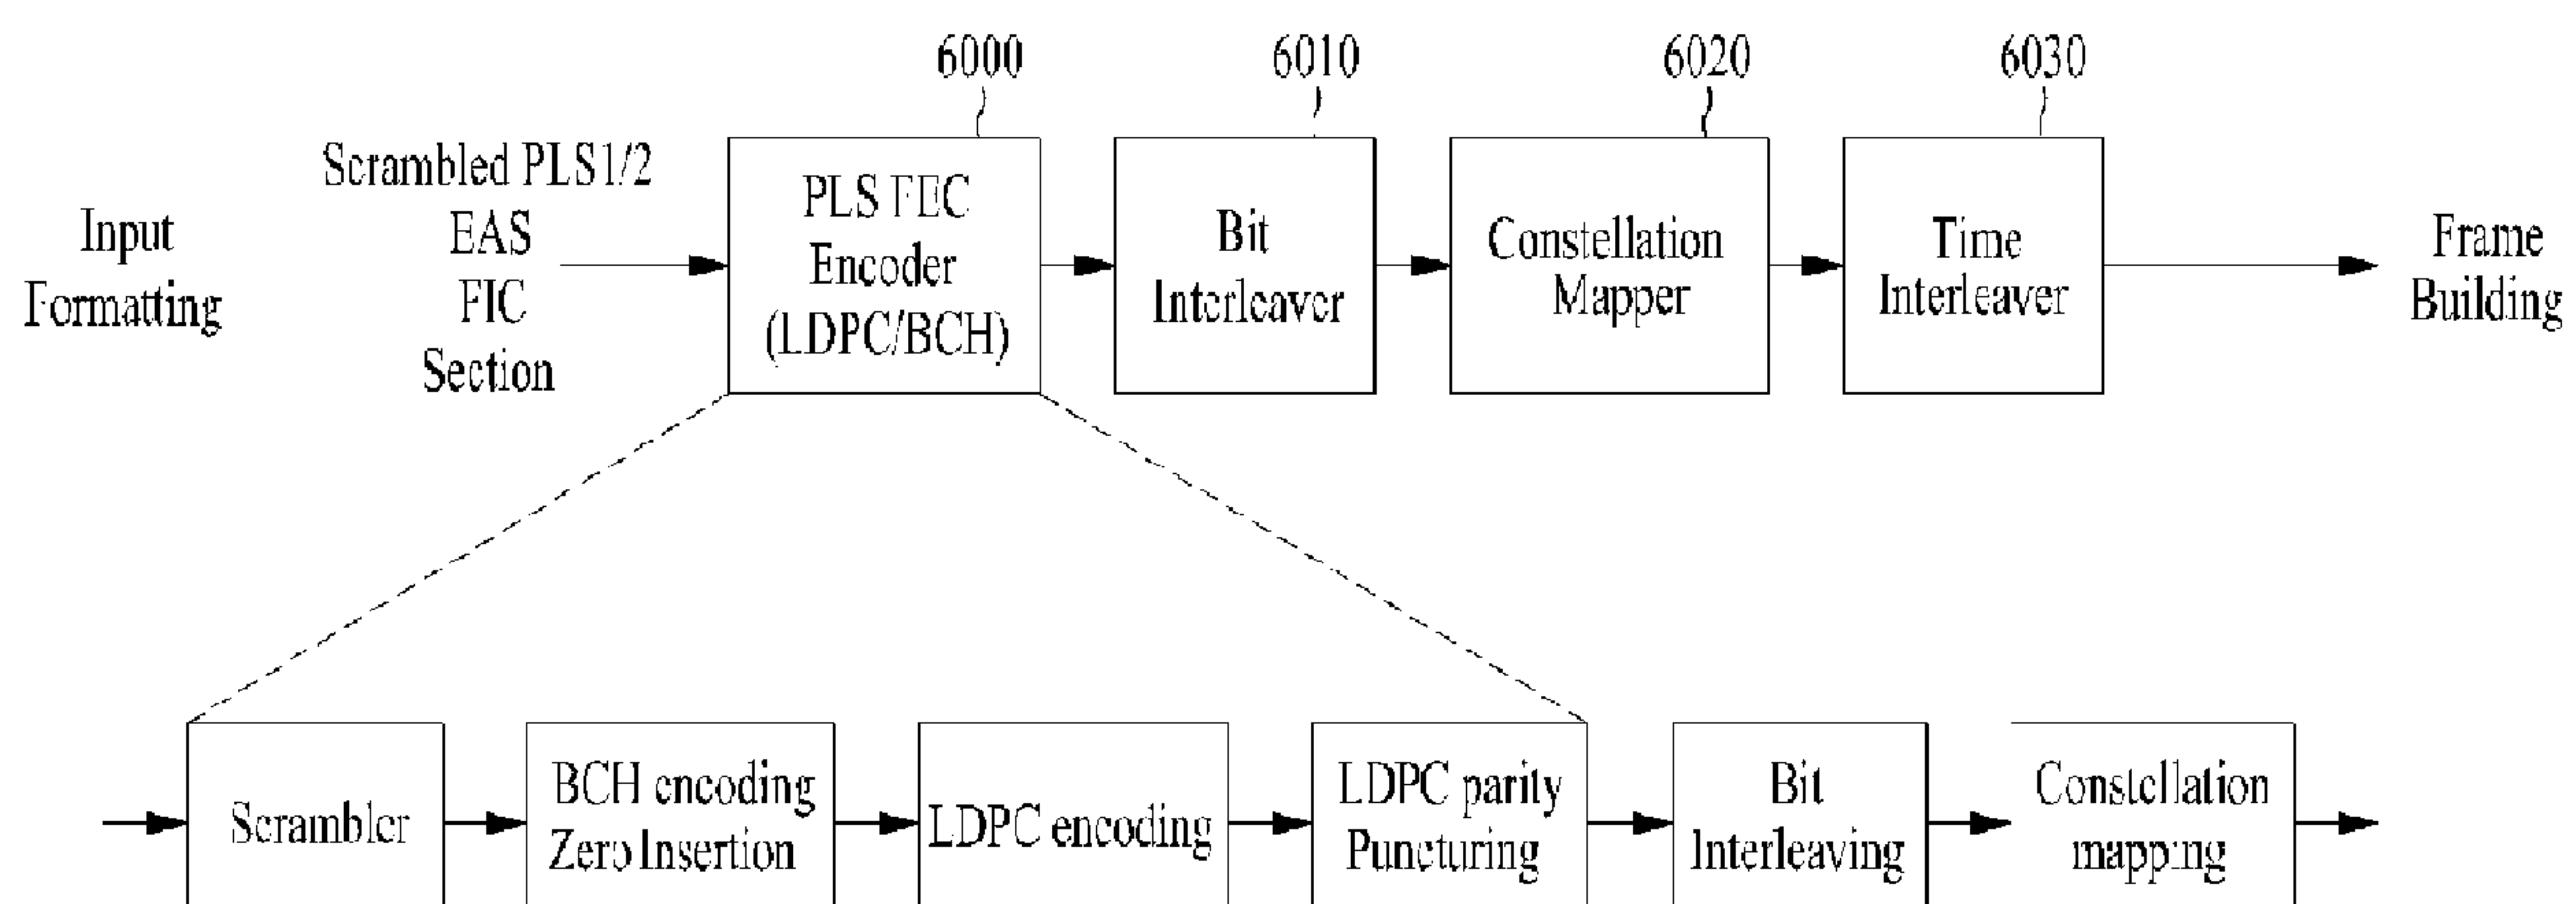 6000
6010
6020
6030
Input
Formatting
Scrambled PLS1/2
EAS
FIC
Section
PLS FEC
Encoder
(LDPC/BCH)
Bit
Interleaver
Constellation
Mapper
Time
Interleaver
Frame
Building
Scrambler
BCH encoding
Zero Insertion
LDPC encoding
LDPC parity
Puncturing
Bit
Interleaving
Constellation
mapping